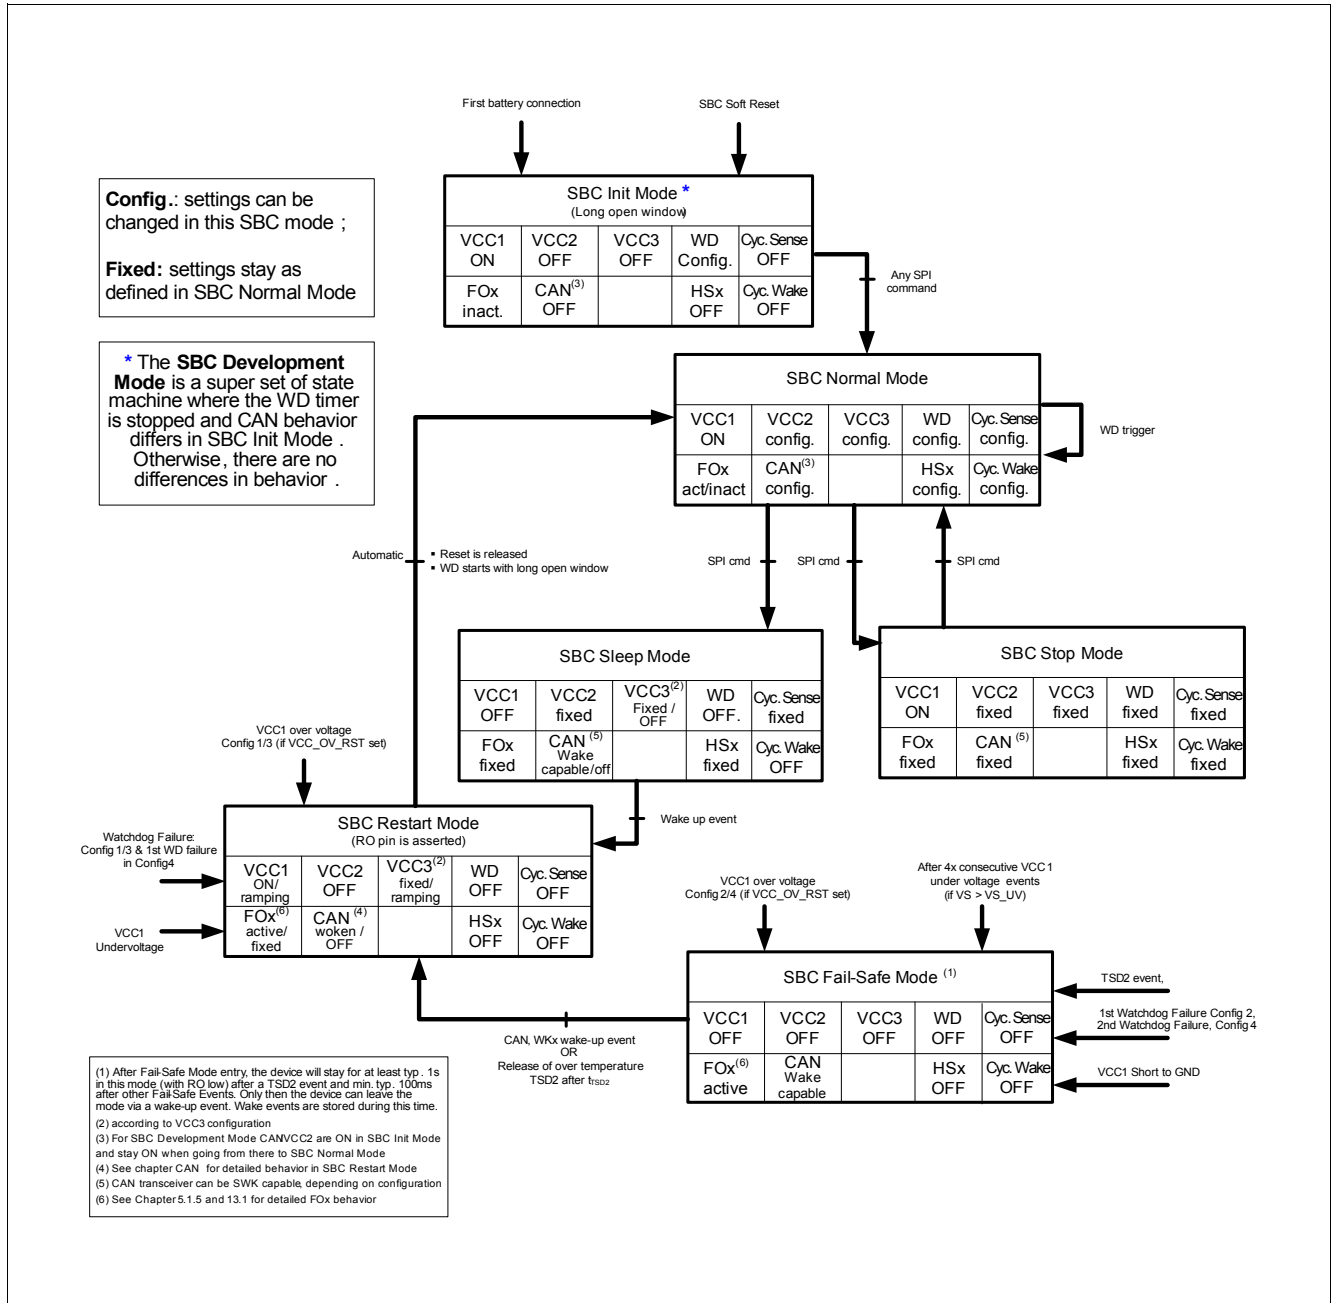 First battery connection
SBC Soft Reset
Config.: settings can be
changed in this SBC mode ;
Fixed: settings stay as
defined in SBC Normal Mode
SBC Init Mode *
(Long open window)
VCC1 VCC2 VCC3 WD Cyc. Sense
ON OFF OFF Config. OFF
FOx CAN(3) HSx Cyc. Wake
inact. OFF OFF OFF
Any SPI
command
* The SBC Development
Mode is a super set of state
machine where the WD timer
is stopped and CAN behavior
differs in SBC Init Mode .
Otherwise, there are no
differences in behavior .
SBC Normal Mode
VCC1 VCC2 VCC3 WD Cyc. Sense
ON config. config. config. config.
FOx CAN(3) HSx Cyc. Wake
act/inact config. config. config.
WD trigger
Automatic
▪ Reset is released
▪ WD starts with long open window
SPI cmd
SPI cmd
SPI cmd
SBC Sleep Mode
VCC1 VCC2 VCC3(2) WD Cyc. Sense
OFF fixed Fixed / OFF OFF. fixed
FOx CAN (5) HSx Cyc. Wake
fixed Wake capable/off fixed OFF
SBC Stop Mode
VCC1 VCC2 VCC3 WD Cyc. Sense
ON fixed fixed fixed fixed
FOx CAN (5) HSx Cyc. Wake
fixed fixed fixed fixed
VCC1 over voltage
Config 1/3 (if VCC_OV_RST set)
Wake up event
Watchdog Failure:
Config 1/3 & 1st WD failure
in Config4
VCC1
Undervoltage
SBC Restart Mode
(RO pin is asserted)
VCC1 VCC2 VCC3(2) WD Cyc. Sense
ON/ ramping OFF fixed/ ramping OFF OFF
FOx(6) CAN (4) HSx Cyc. Wake
active/ fixed woken / OFF OFF OFF
VCC1 over voltage
Config 2/4 (if VCC_OV_RST set)
After 4x consecutive VCC1
under voltage events
(if VS > VS_UV)
SBC Fail-Safe Mode (1)
VCC1 VCC2 VCC3 WD Cyc. Sense
OFF OFF OFF OFF OFF
FOx(6) CAN HSx Cyc. Wake
active Wake capable OFF OFF
TSD2 event,
1st Watchdog Failure Config 2,
2nd Watchdog Failure, Config 4
VCC1 Short to GND
CAN, WKx wake-up event
OR
Release of over temperature
TSD2 after tTSD2
(1) After Fail-Safe Mode entry, the device will stay for at least typ. 1s
in this mode (with RO low) after a TSD2 event and min. typ. 100ms
after other Fail-Safe Events. Only then the device can leave the
mode via a wake-up event. Wake events are stored during this time.
(2) according to VCC3 configuration
(3) For SBC Development Mode CAN/VCC2 are ON in SBC Init Mode
and stay ON when going from there to SBC Normal Mode
(4) See chapter CAN for detailed behavior in SBC Restart Mode
(5) CAN transceiver can be SWK capable, depending on configuration
(6) See Chapter 5.1.5 and 13.1 for detailed FOx behavior